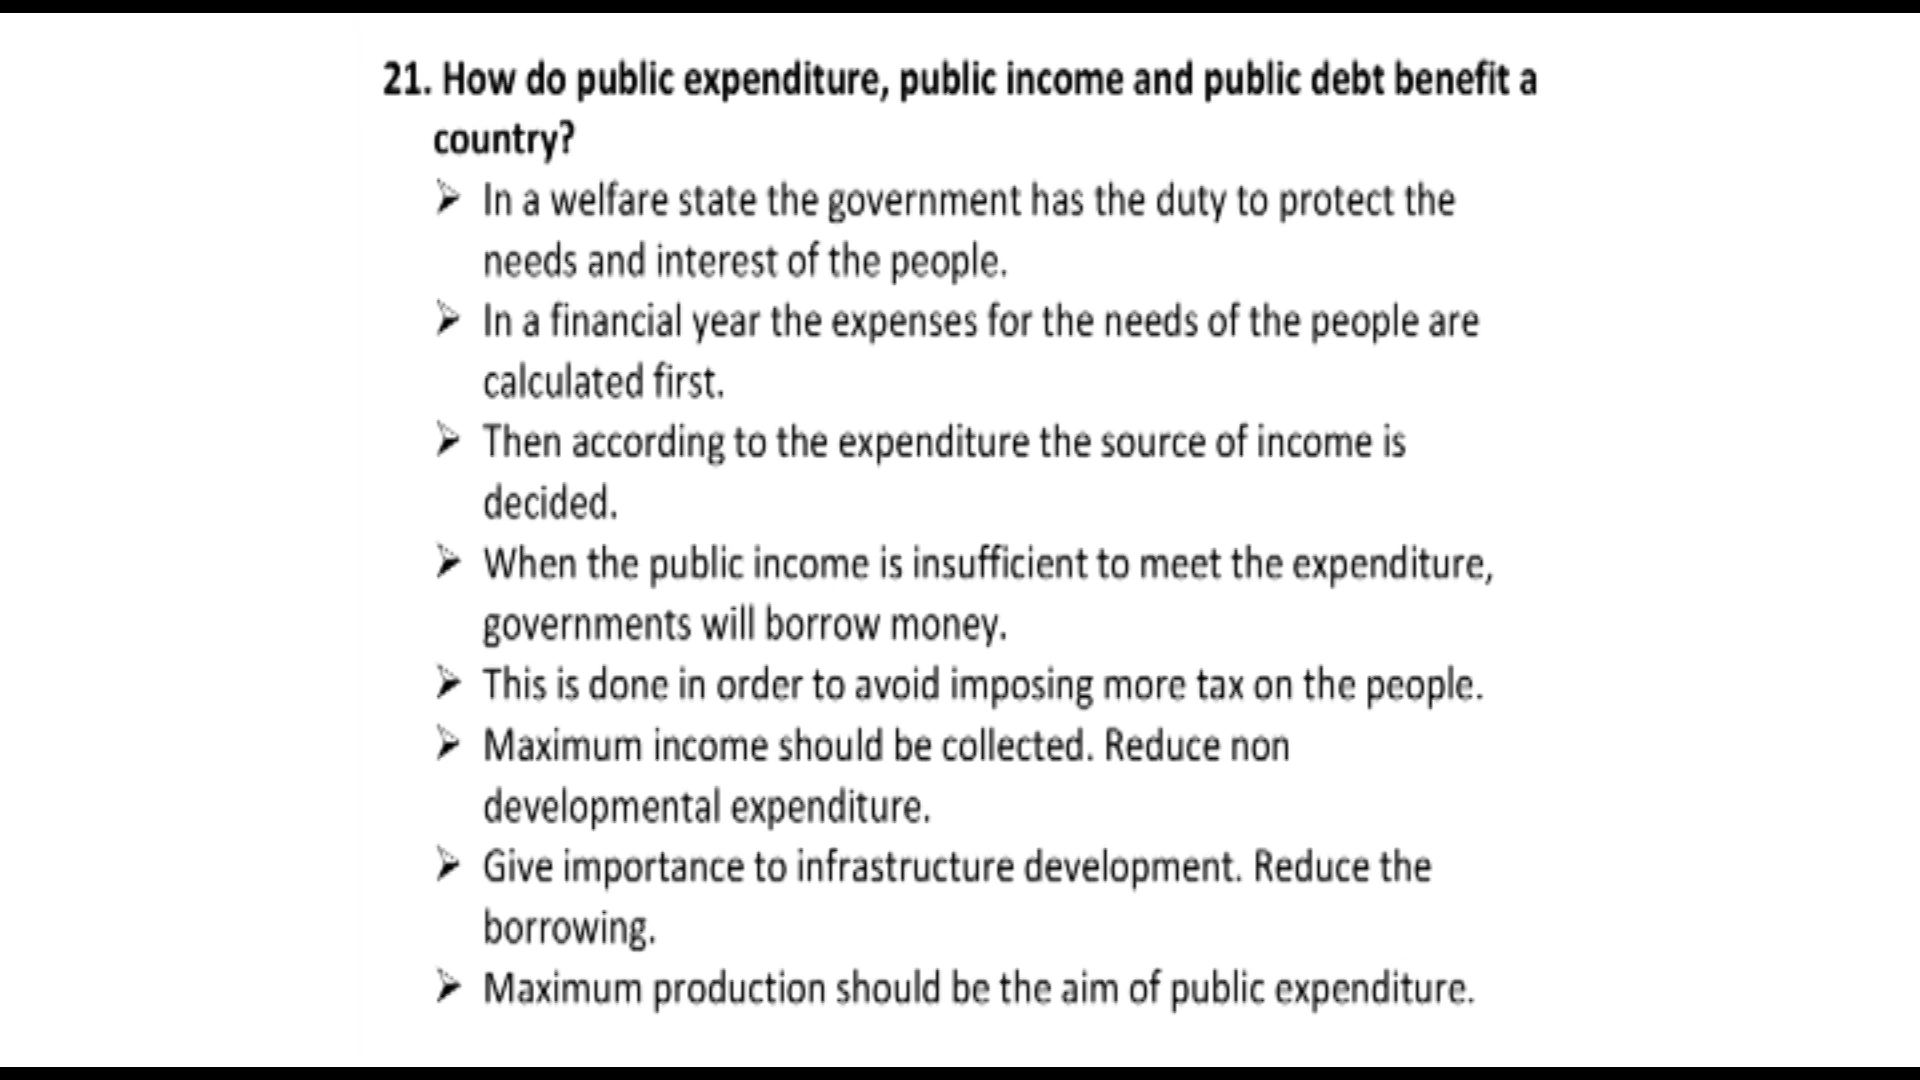 21. How do public expenditure, public income and public debt benefit a
country?
➢ In a welfare state the government has the duty to protect the
needs and interest of the people.
➢ In a financial year the expenses for the needs of the people are
calculated first.
➢ Then according to the expenditure the source of income is
decided.
➢ When the public income is insufficient to meet the expenditure,
governments will borrow money.
➢ This is done in order to avoid imposing more tax on the people.
➢ Maximum income should be collected. Reduce non
developmental expenditure.
➢ Give importance to infrastructure development. Reduce the
borrowing.
➢ Maximum production should be the aim of public expenditure.